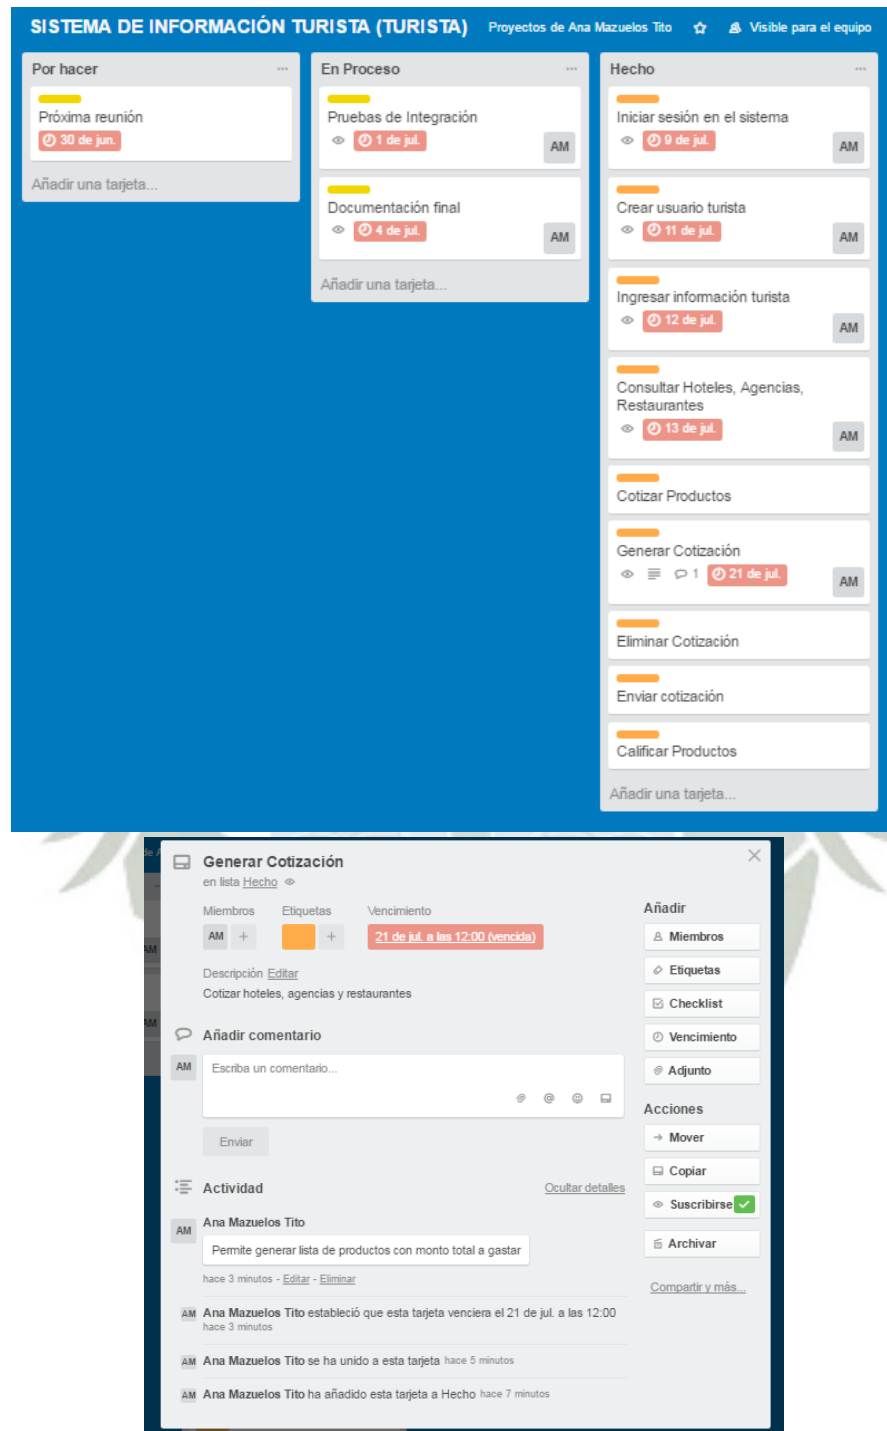 SISTEMA DE INFORMACIÓN TURISTA (TURISTA) Proyectos de Ana Mazuelos Tito Visible para el equipo
Por hacer
Próxima reunión
30 de jun.
Añadir una tarjeta...
En Proceso
Pruebas de Integración
1 de jul.
AM
Documentación final
4 de jul.
AM
Añadir una tarjeta...
Hecho
Iniciar sesión en el sistema
9 de jul.
AM
Crear usuario turista
11 de jul.
AM
Ingresar información turista
12 de jul.
AM
Consultar Hoteles, Agencias,
Restaurantes
13 de jul.
AM
Cotizar Productos
Generar Cotización
1 21 de jul.
AM
Eliminar Cotización
Enviar cotización
Calificar Productos
Añadir una tarjeta...
de A
AM
AM
Generar Cotización
en lista Hecho
Miembros Etiquetas Vencimiento
AM + + 21 de jul. a las 12:00 (vencida)
Descripción Editar
Cotizar hoteles, agencias y restaurantes
Añadir comentario
AM Escriba un comentario...
Enviar
Actividad Ocultar detalles
AM Ana Mazuelos Tito
Permite generar lista de productos con monto total a gastar
hace 3 minutos - Editar - Eliminar
AM Ana Mazuelos Tito estableció que esta tarjeta venciera el 21 de jul. a las 12:00
hace 3 minutos
AM Ana Mazuelos Tito se ha unido a esta tarjeta hace 5 minutos
AM Ana Mazuelos Tito ha añadido esta tarjeta a Hecho hace 7 minutos
Añadir
Miembros
Etiquetas
Checklist
Vencimiento
Adjunto
Acciones
Mover
Copiar
Suscribirse
Archivar
Compartir y más...